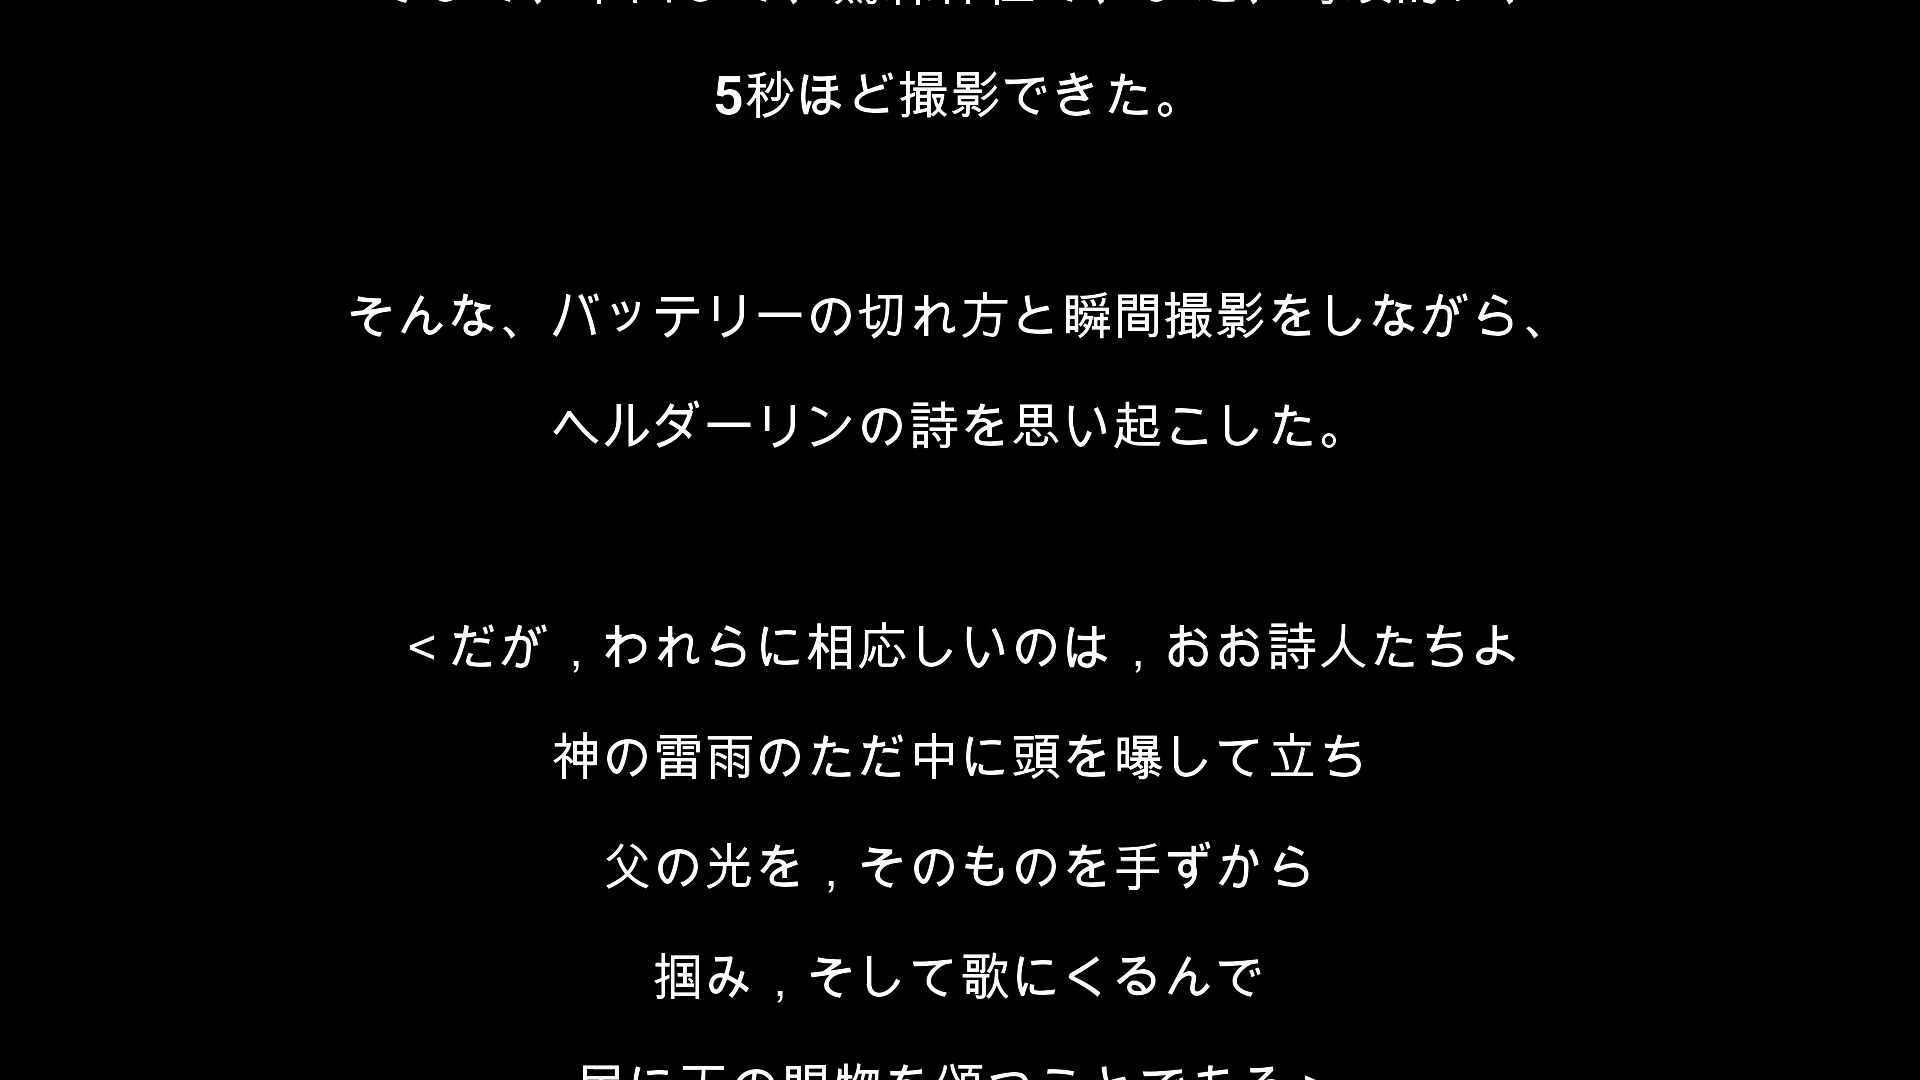 5秒ほど撮影できた。
そんな、バッテリーの切れ方と瞬間撮影をしながら、
ヘルダーリンの詩を思い起こした。
< だが , われらに相応しいのは , おお詩人たちよ
神の雷雨のただ中に頭を曝して立ち
父の光を , そのものを手ずから
掴み , そして歌にくるんで